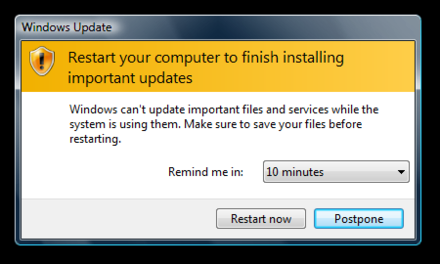 Windows Update
Restart your computer to finish installing
important updates
Windows can't update important files and services while the
system is using them. Make sure to save your files before
restarting.
Remind me in: 10 minutes
Restart now Postpone